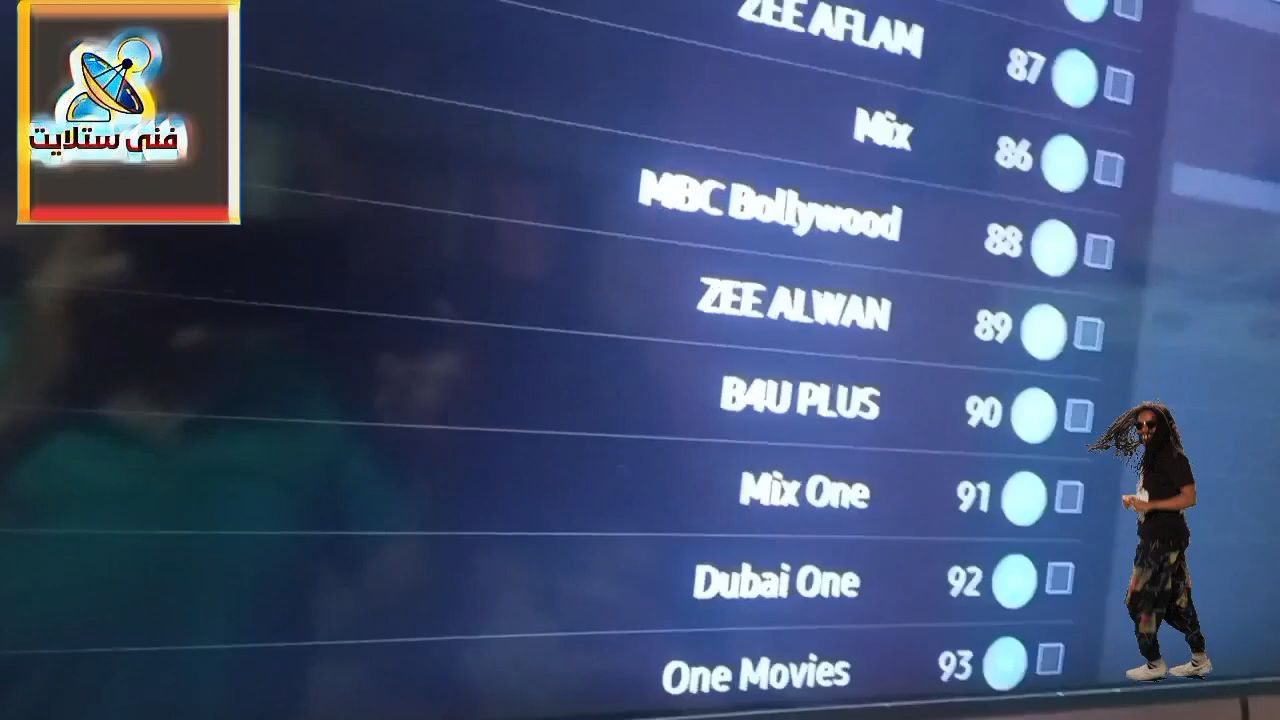 فنى ستلايت
ZEE AFLAM 87
Mix 86
MBC Bollywood 88
ZEE ALWAN 89
B4U PLUS 90
Mix One 91
Dubai One 92
One Movies 93